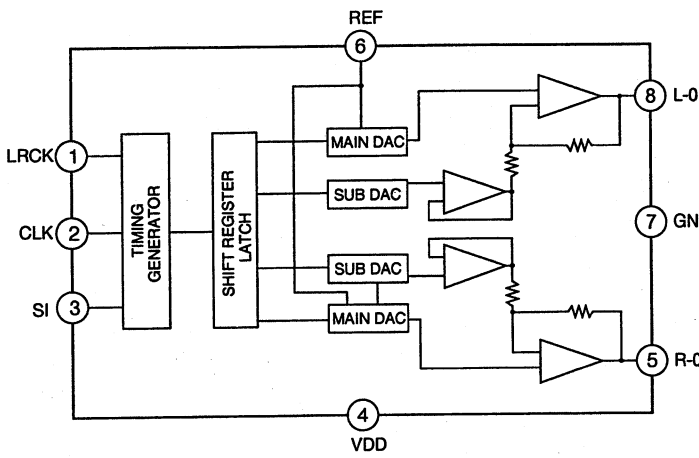 REF
6
8 L-0
LRCK 1
MAIN DAC
TIMING GENERATOR
SHIFT REGISTER LATCH
SUB DAC
CLK 2
7 GN
SUB DAC
SI 3
MAIN DAC
5 R-0
4
VDD